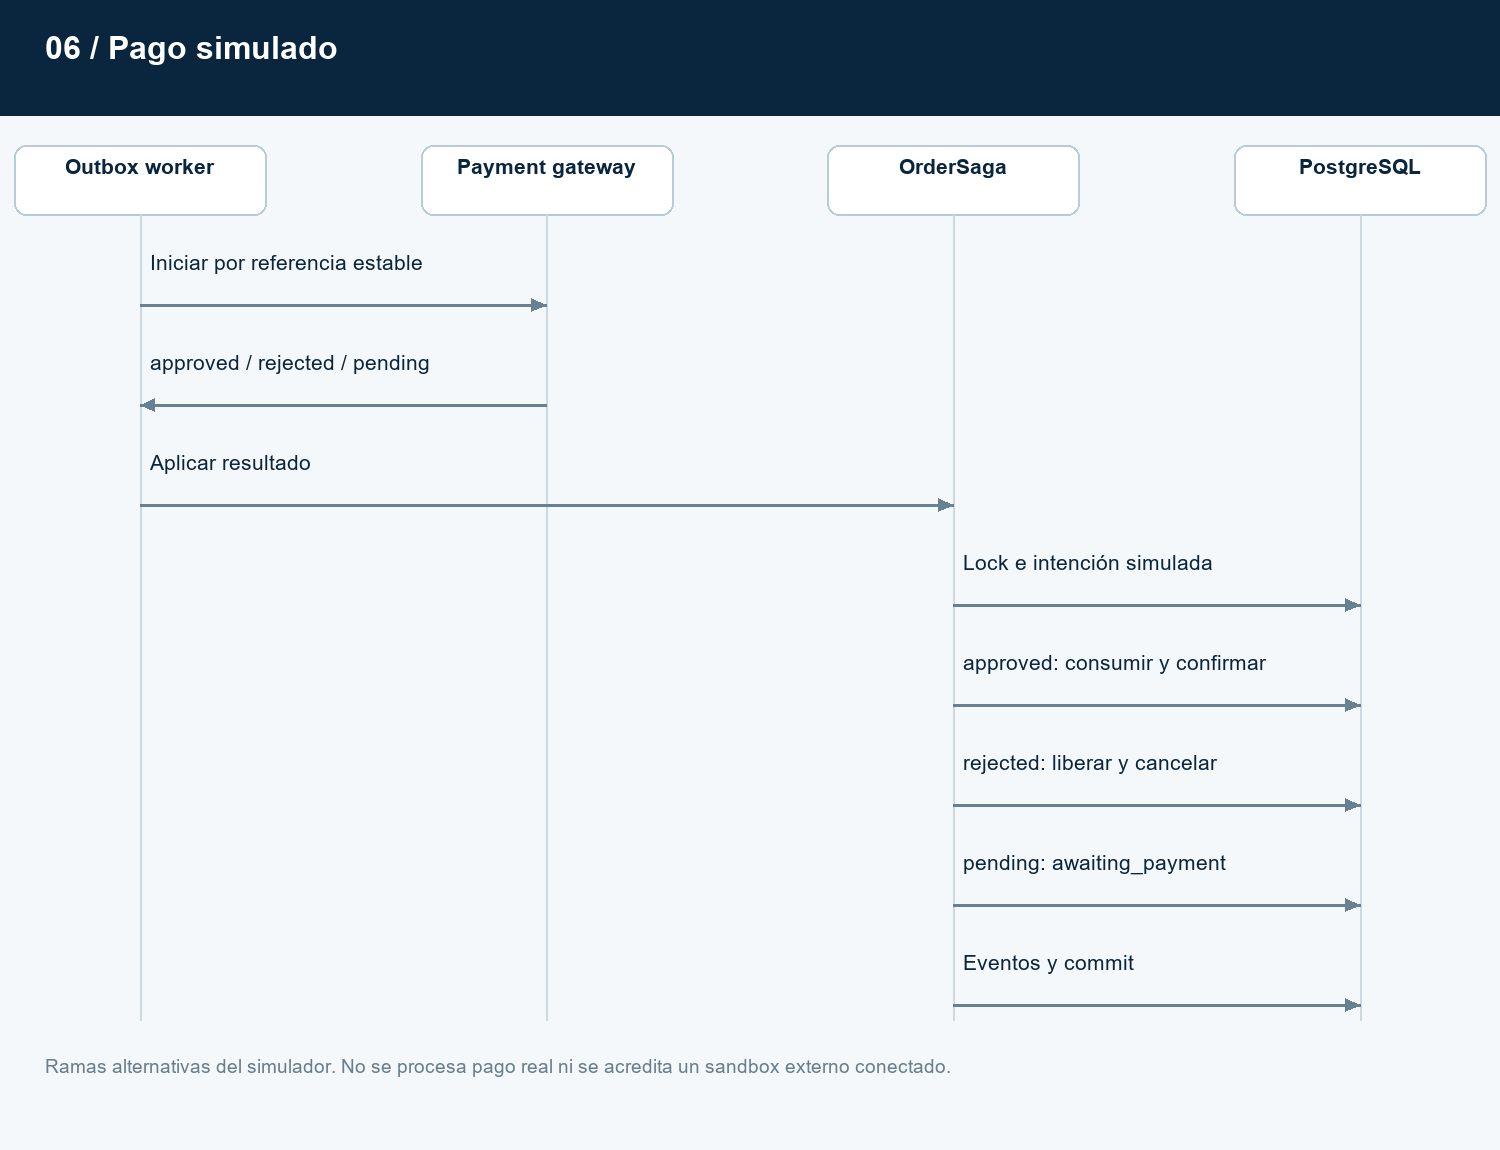 06 / Pago simulado
Outbox worker
Payment gateway
OrderSaga
PostgreSQL
Iniciar por referencia estable
approved / rejected / pending
Aplicar resultado
Lock e intención simulada
approved: consumir y confirmar
rejected: liberar y cancelar
pending: awaiting_payment
Eventos y commit
Ramas alternativas del simulador. No se procesa pago real ni se acredita un sandbox externo conectado.